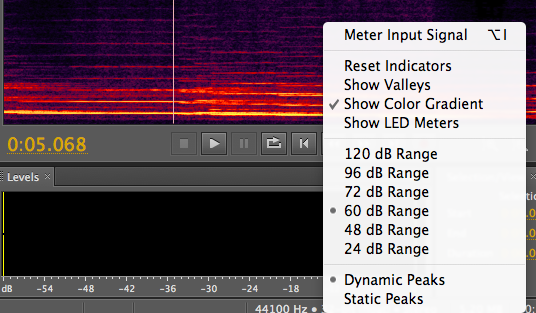 Meter Input Signal ⌥I
Reset Indicators
Show Valleys
✓ Show Color Gradient
Show LED Meters
0:05.068
120 dB Range
96 dB Range
72 dB Range
• 60 dB Range
48 dB Range
24 dB Range
Levels ×
dB -54 -48 -42 -36 -30 -24 -18
• Dynamic Peaks
Static Peaks
44100 Hz •